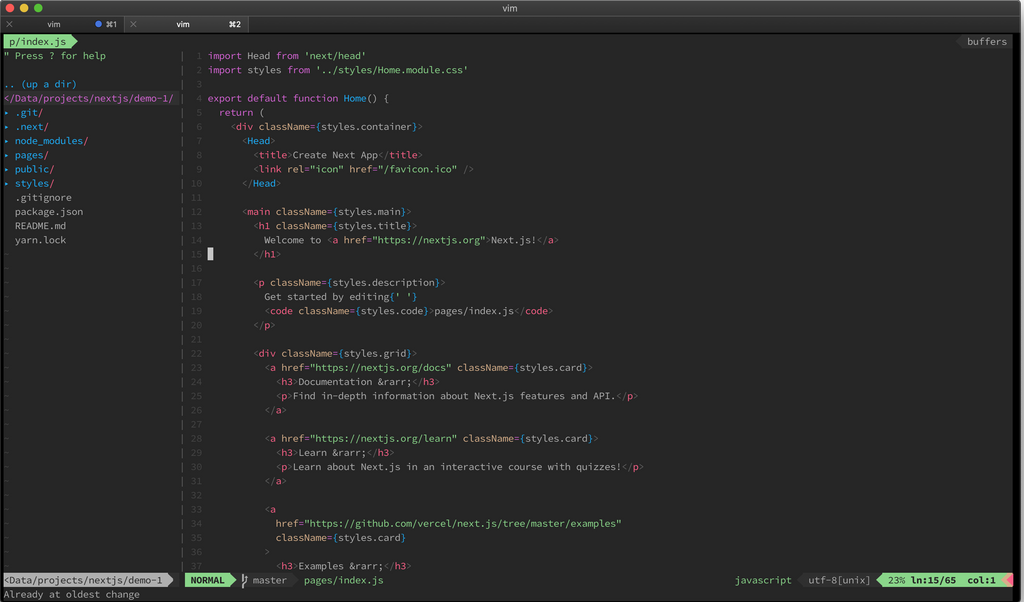 vim
vim ⌘1 vim ⌘2
p/index.js buffers
" Press ? for help
.. (up a dir)
</Data/projects/nextjs/demo-1/
▸ .git/
▸ .next/
▸ node_modules/
▸ pages/
▸ public/
▸ styles/
.gitignore
package.json
README.md
yarn.lock
1 import Head from 'next/head'
2 import styles from '../styles/Home.module.css'
3
4 export default function Home() {
5 return (
6 <div className={styles.container}>
7 <Head>
8 <title>Create Next App</title>
9 <link rel="icon" href="/favicon.ico" />
10 </Head>
11
12 <main className={styles.main}>
13 <h1 className={styles.title}>
14 Welcome to <a href="https://nextjs.org">Next.js!</a>
15 </h1>
16
17 <p className={styles.description}>
18 Get started by editing{' '}
19 <code className={styles.code}>pages/index.js</code>
20 </p>
21
22 <div className={styles.grid}>
23 <a href="https://nextjs.org/docs" className={styles.card}>
24 <h3>Documentation &rarr;</h3>
25 <p>Find in-depth information about Next.js features and API.</p>
26 </a>
27
28 <a href="https://nextjs.org/learn" className={styles.card}>
29 <h3>Learn &rarr;</h3>
30 <p>Learn about Next.js in an interactive course with quizzes!</p>
31 </a>
32
33 <a
34 href="https://github.com/vercel/next.js/tree/master/examples"
35 className={styles.card}
36 >
37 <h3>Examples &rarr;</h3>
<Data/projects/nextjs/demo-1 NORMAL master pages/index.js javascript utf-8[unix] 23% ln:15/65 col:1
Already at oldest change